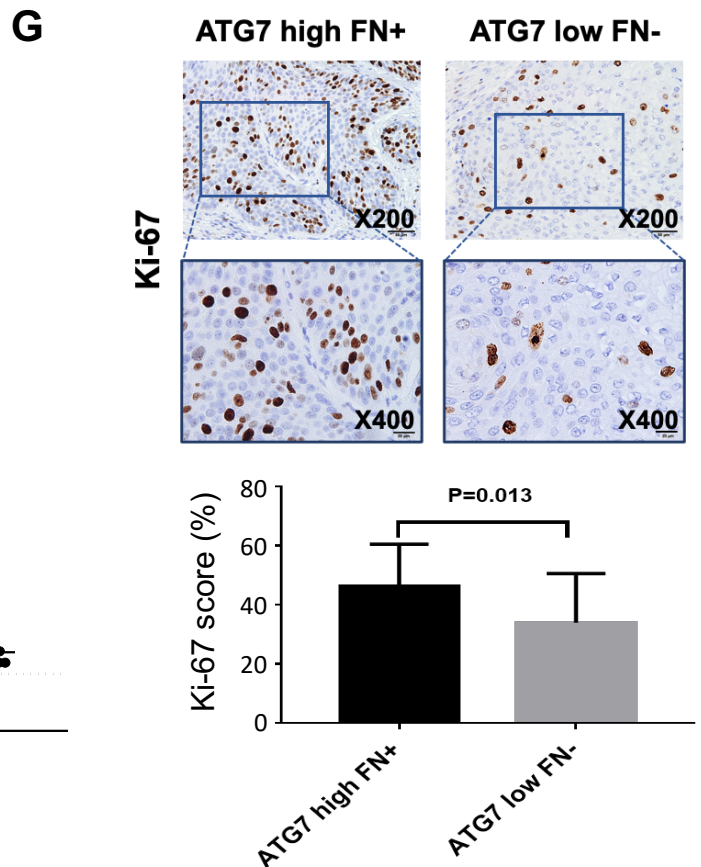 G
ATG7 high FN+
ATG7 low FN-
Ki-67
X200
X200
X400
X400
P=0.013
Ki-67 score (%)
80
60
40
20
0
ATG7 high FN+
ATG7 low FN-